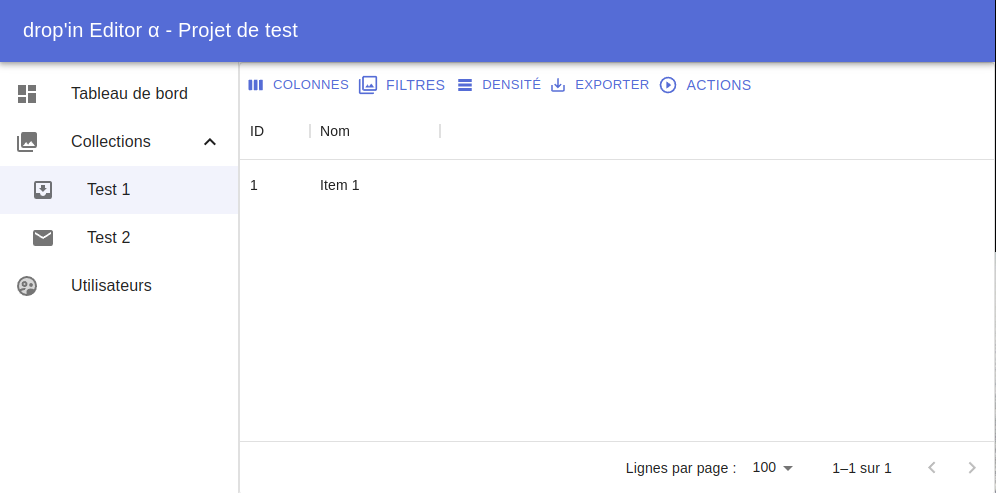 drop'in Editor α - Projet de test
Tableau de bord
Collections
Test 1
Test 2
Utilisateurs
COLONNES FILTRES DENSITÉ EXPORTER ACTIONS
ID Nom
1 Item 1
Lignes par page : 100 1–1 sur 1